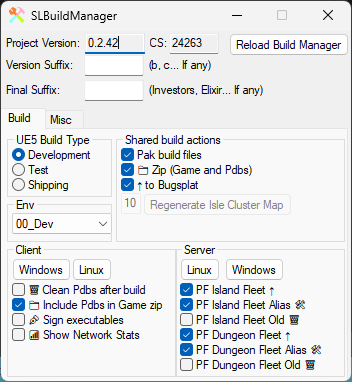 SLBuildManager
Project Version: 0.2.42 CS: 24263 Reload Build Manager
Version Suffix: (b, c... If any)
Final Suffix: (Investors, Elixir... If any)
Build Misc
UE5 Build Type
Development
Test
Shipping
Env
00_Dev
Shared build actions
Pak build files
Zip (Game and Pdbs)
↑ to Bugsplat
10 Regenerate Isle Cluster Map
Client
Windows Linux
Clean Pdbs after build
Include Pdbs in Game zip
Sign executables
Show Network Stats
Server
Linux Windows
PF Island Fleet ↑
PF Island Fleet Alias
PF Island Fleet Old
PF Dungeon Fleet ↑
PF Dungeon Fleet Alias
PF Dungeon Fleet Old